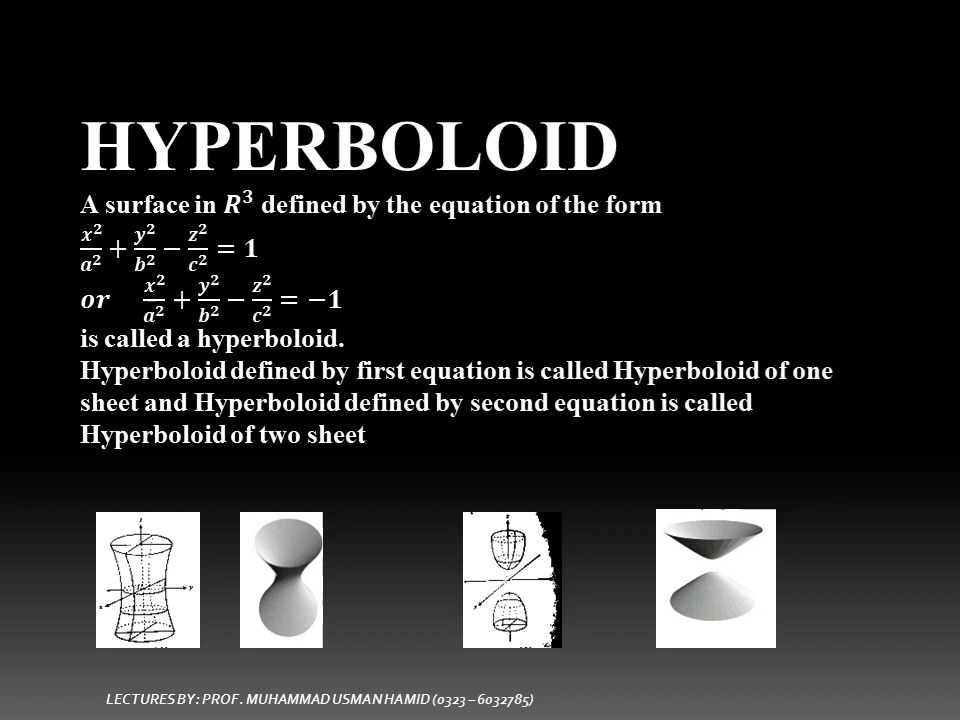 HYPERBOLOID
A surface in 𝑹³ defined by the equation of the form
𝒙²/𝒂² + 𝒚²/𝒃² − 𝒛²/𝒄² = 𝟏
𝒐𝒓 𝒙²/𝒂² + 𝒚²/𝒃² − 𝒛²/𝒄² = −𝟏
is called a hyperboloid.
Hyperboloid defined by first equation is called Hyperboloid of one
sheet and Hyperboloid defined by second equation is called
Hyperboloid of two sheet
LECTURES BY: PROF. MUHAMMAD USMAN HAMID (0323 – 6032785)